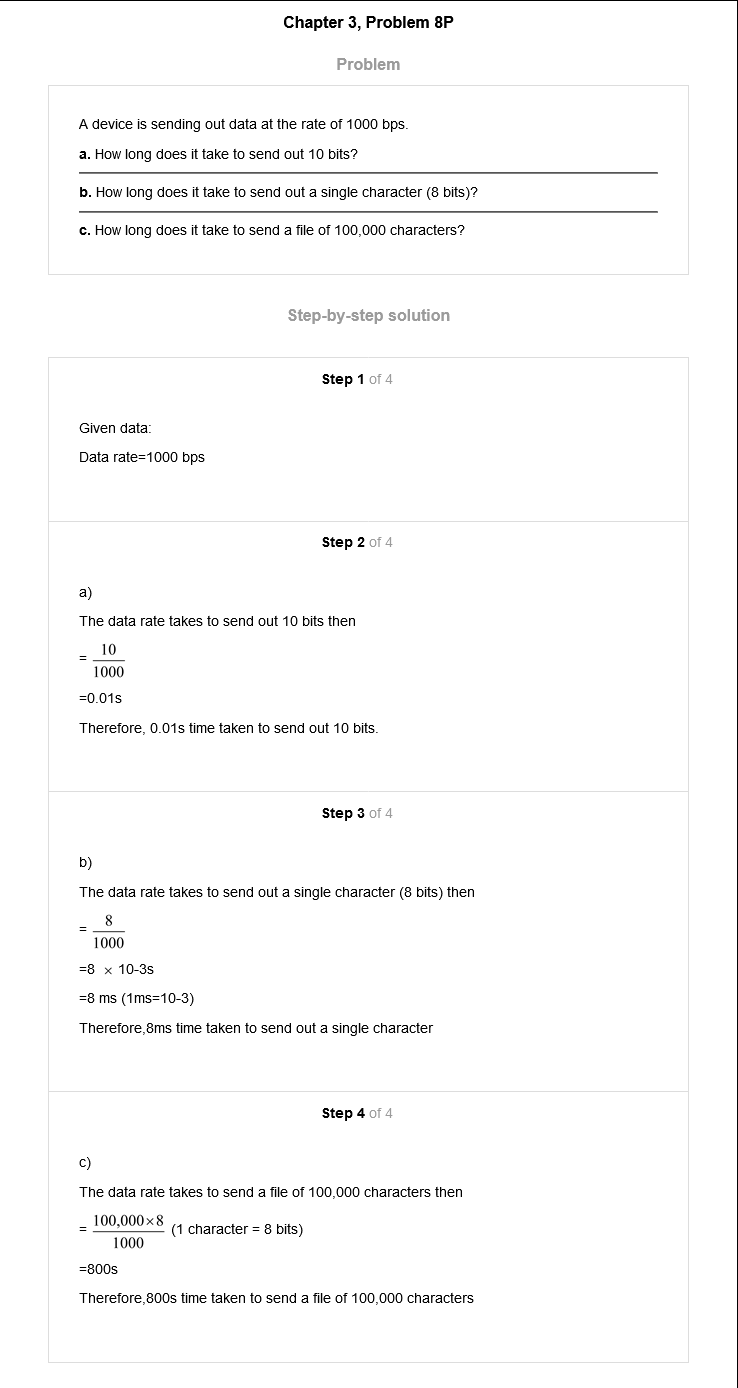 Chapter 3, Problem 8P
Problem
A device is sending out data at the rate of 1000 bps.
a. How long does it take to send out 10 bits?
b. How long does it take to send out a single character (8 bits)?
c. How long does it take to send a file of 100,000 characters?
Step-by-step solution
Step 1 of 4
Given data:
Data rate=1000 bps
Step 2 of 4
a)
The data rate takes to send out 10 bits then
= 10
1000
=0.01s
Therefore, 0.01s time taken to send out 10 bits.
Step 3 of 4
b)
The data rate takes to send out a single character (8 bits) then
= 8
1000
=8 × 10-3s
=8 ms (1ms=10-3)
Therefore,8ms time taken to send out a single character
Step 4 of 4
c)
The data rate takes to send a file of 100,000 characters then
= 100,000×8 (1 character = 8 bits)
1000
=800s
Therefore,800s time taken to send a file of 100,000 characters